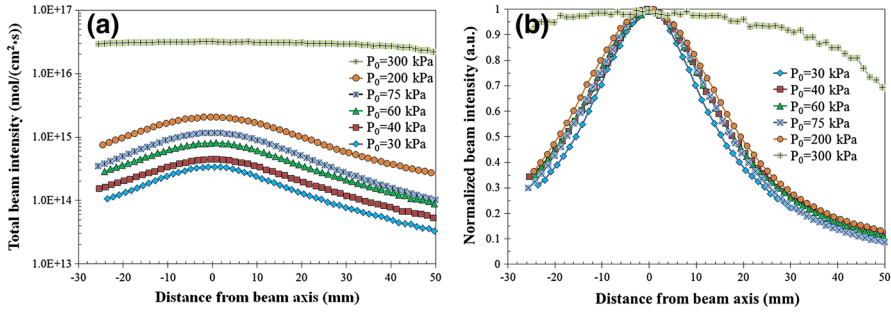 (a)
Total beam intensity (mol/(cm²•s))
1.0E+17
1.0E+16
1.0E+15
1.0E+14
1.0E+13
P₀=300 kPa
P₀=200 kPa
P₀=75 kPa
P₀=60 kPa
P₀=40 kPa
P₀=30 kPa
-30 -20 -10 0 10 20 30 40 50
Distance from beam axis (mm)
(b)
Normalized beam intensity (a.u.)
1
0.9
0.8
0.7
0.6
0.5
0.4
0.3
0.2
0.1
0
P₀=30 kPa
P₀=40 kPa
P₀=60 kPa
P₀=75 kPa
P₀=200 kPa
P₀=300 kPa
-30 -20 -10 0 10 20 30 40 50
Distance from beam axis (mm)